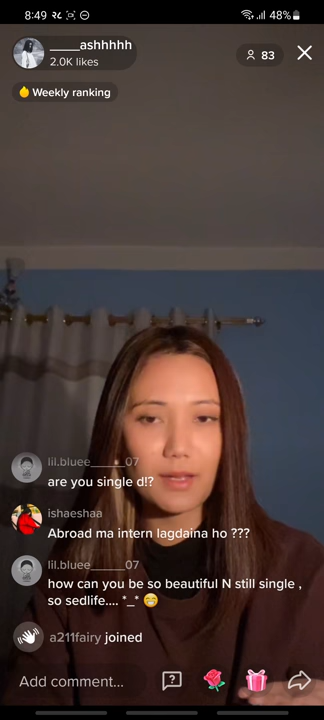 8:49 २८
48%
_____ashhhhh
2.0K likes
83
Weekly ranking
lil.bluee_____07
are you single d!?
ishaeshaa
Abroad ma intern lagdaina ho ???
lil.bluee_____07
how can you be so beautiful N still single ,
so sedlife.... *_* 😁
a211fairy joined
Add comment...